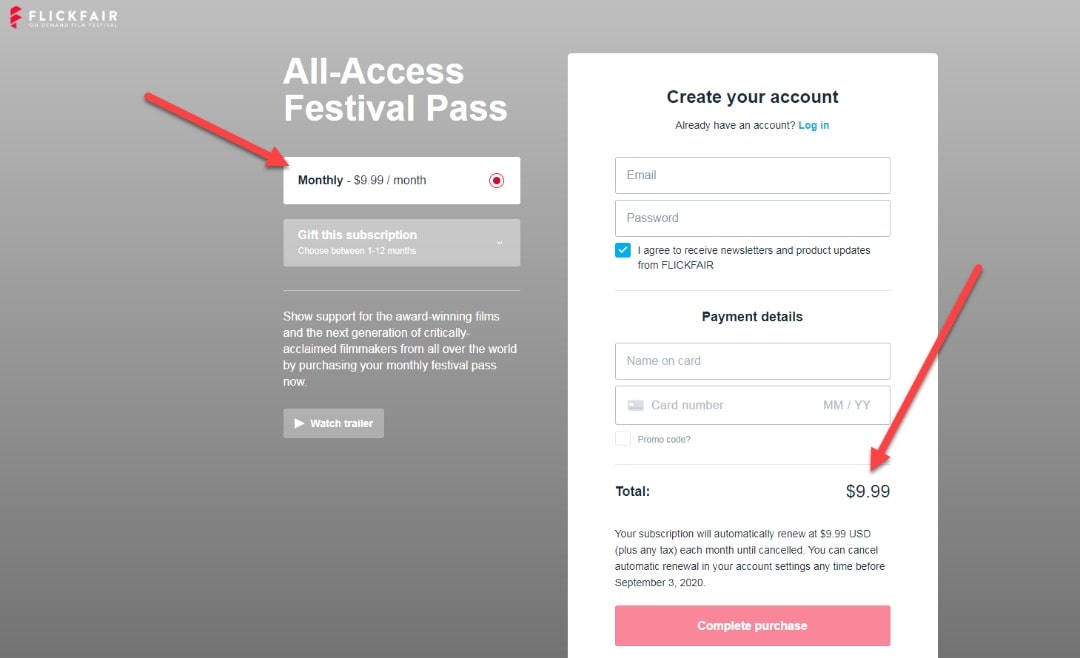 FLICKFAIR
ON DEMAND FILM FESTIVAL
All-Access
Festival Pass
Monthly - $9.99 / month
Gift this subscription
Choose between 1-12 months
Show support for the award-winning films
and the next generation of critically-
acclaimed filmmakers from all over the world
by purchasing your monthly festival pass
now.
Watch trailer
Create your account
Already have an account? Log in
Email
Password
I agree to receive newsletters and product updates
from FLICKFAIR
Payment details
Name on card
Card number MM / YY
Promo code?
Total: $9.99
Your subscription will automatically renew at $9.99 USD
(plus any tax) each month until cancelled. You can cancel
automatic renewal in your account settings any time before
September 3, 2020.
Complete purchase